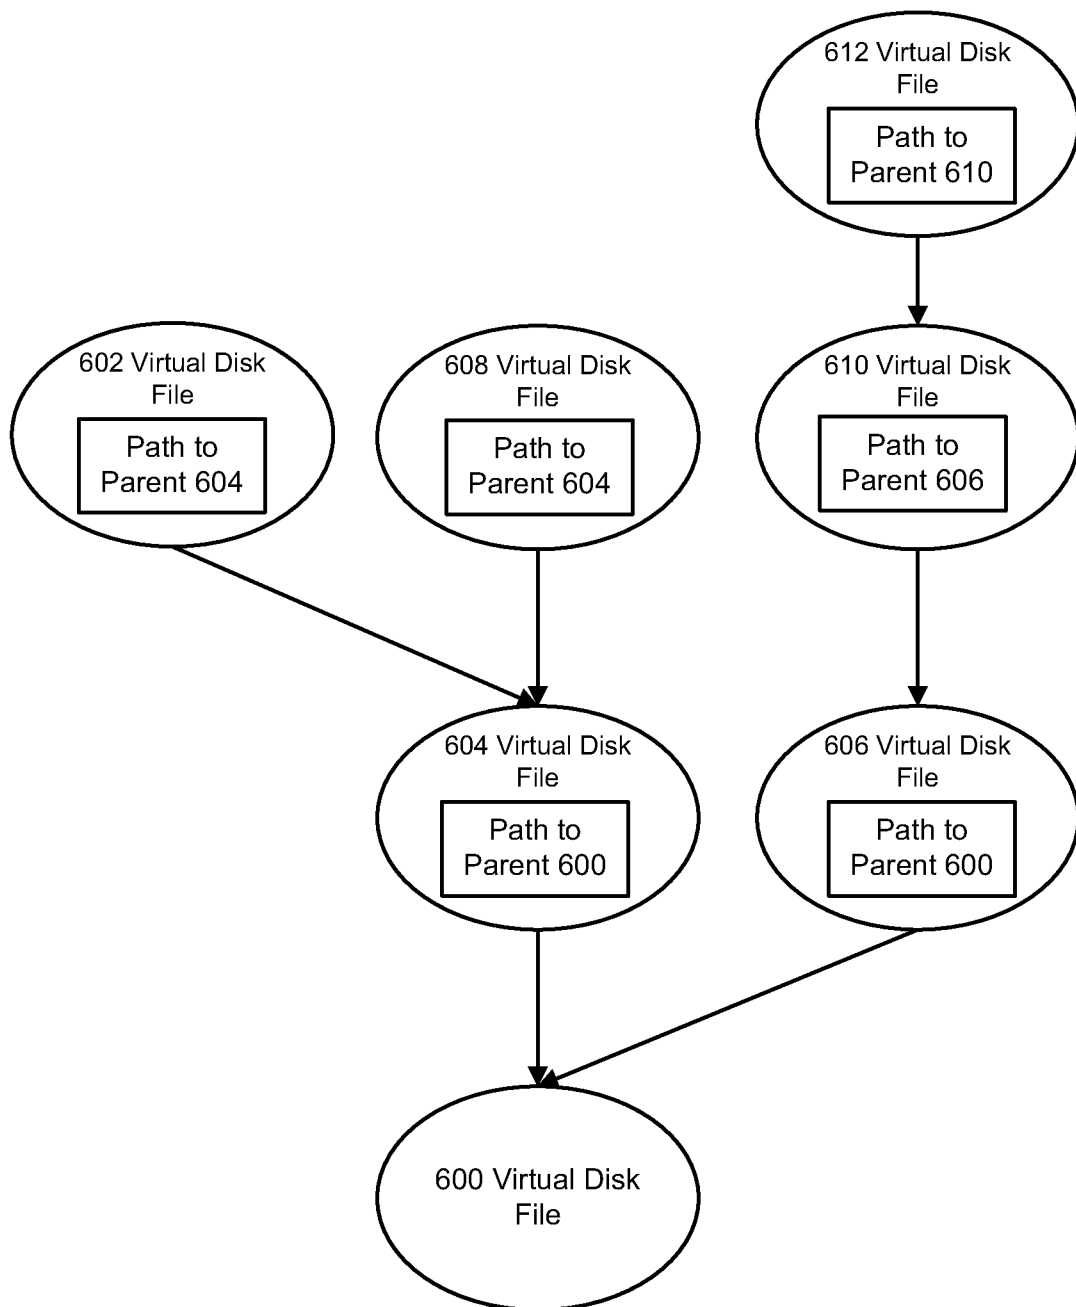 612 Virtual Disk
File
Path to
Parent 610
602 Virtual Disk
File
Path to
Parent 604
608 Virtual Disk
File
Path to
Parent 604
610 Virtual Disk
File
Path to
Parent 606
604 Virtual Disk
File
Path to
Parent 600
606 Virtual Disk
File
Path to
Parent 600
600 Virtual Disk
File